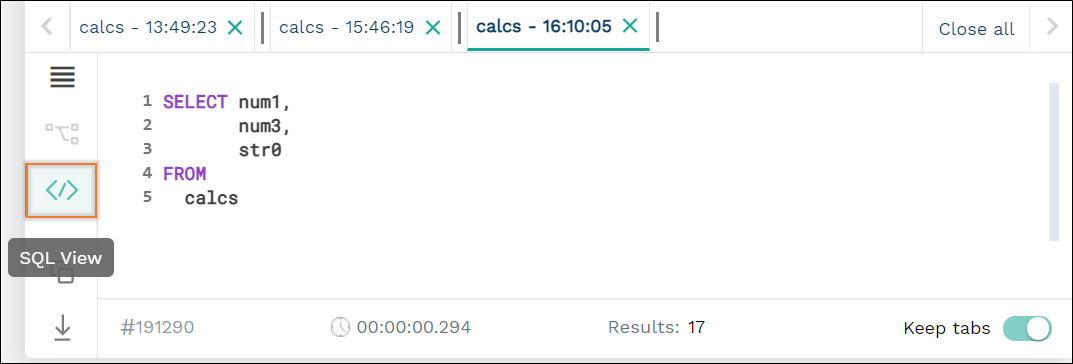 calcs - 13:49:23 calcs - 15:46:19 calcs - 16:10:05 Close all
1 SELECT num1,
2 num3,
3 str0
4 FROM
5 calcs
SQL View
#191290 00:00:00.294 Results: 17 Keep tabs